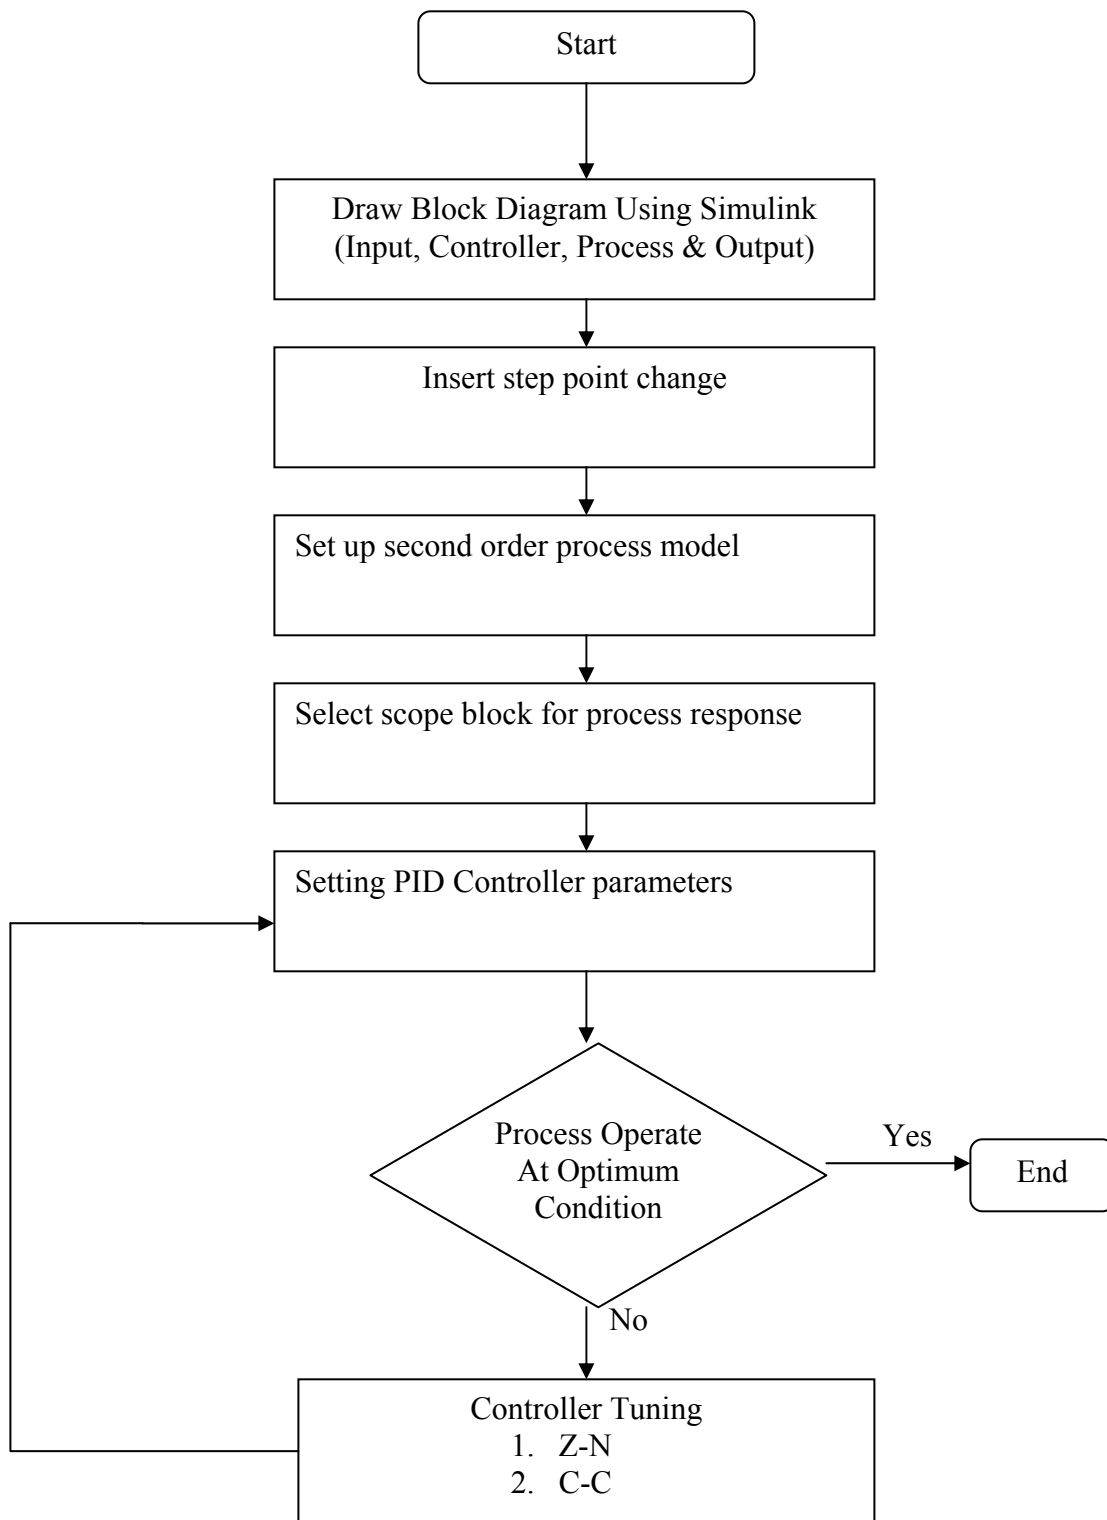 Start
Draw Block Diagram Using Simulink
(Input, Controller, Process & Output)
Insert step point change
Set up second order process model
Select scope block for process response
Setting PID Controller parameters
Process Operate
At Optimum
Condition
Yes
End
No
Controller Tuning
1. Z-N
2. C-C